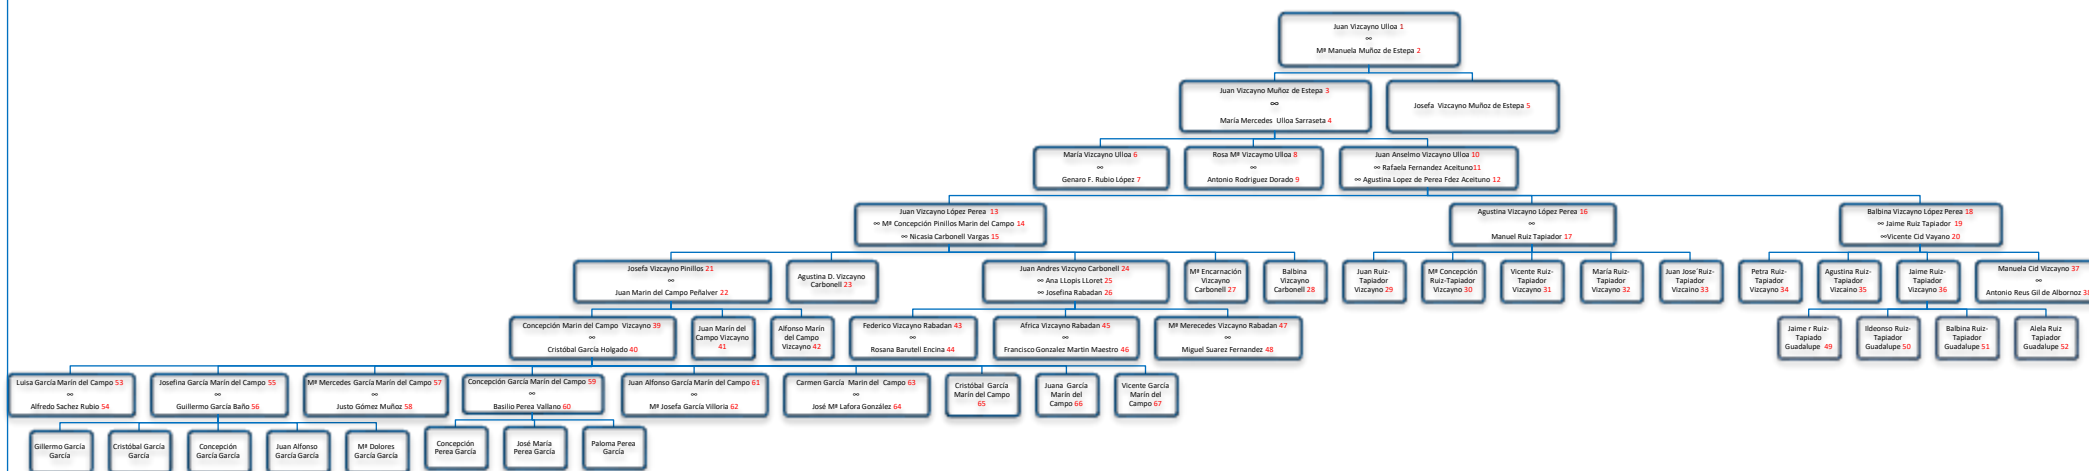 Juan Vizcayno Ulloa 1
∞
Mª Manuela Muñoz de Estepa 2
Juan Vizcayno Muñoz de Estepa 3
∞
María Mercedes Ulloa Sarraseta 4
Josefa Vizcayno Muñoz de Estepa 5
María Vizcayno Ulloa 6
∞
Genaro F. Rubio López 7
Rosa Mª Vizcaymo Ulloa 8
∞
Antonio Rodriguez Dorado 9
Juan Anselmo Vizcayno Ulloa 10
∞ Rafaela Fernandez Aceituno11
∞ Agustina Lopez de Perea Fdez Aceituno 12
Juan Vizcayno López Perea 13
∞ Mª Concepción Pinillos Marin del Campo 14
∞ Nicasia Carbonell Vargas 15
Agustina Vizcayno López Perea 16
∞
Manuel Ruiz Tapiador 17
Balbina Vizcayno López Perea 18
∞ Jaime Ruiz Tapiador 19
∞Vicente Cid Vayano 20
Josefa Vizcayno Pinillos 21
∞
Juan Marin del Campo Peñalver 22
Agustina D. Vizcayno
Carbonell 23
Juan Andres Vizcyno Carbonell 24
∞ Ana LLopis LLoret 25
∞ Josefina Rabadan 26
Mª Encarnación
Vizcayno
Carbonell 27
Balbina
Vizcayno
Carbonell 28
Juan Ruiz-
Tapiador
Vizcayno 29
Mª Concepción
Ruiz-Tapiador
Vizcayno 30
Vicente Ruiz-
Tapiador
Vizcayno 31
María Ruiz-
Tapiador
Vizcayno 32
Juan Jose´Ruiz-
Tapiador
Vizcaino 33
Petra Ruiz-
Tapiador
Vizcayno 34
Agustina Ruiz-
Tapiador
Vizcaino 35
Jaime Ruiz-
Tapiador
Vizcayno 36
Manuela Cid Vizcayno 37
∞
Antonio Reus Gil de Albornoz 38
Concepción Marin del Campo Vizcayno 39
∞
Cristóbal García Holgado 40
Juan Marín del
Campo Vizcayno
41
Alfonso Marín
del Campo
Vizcayno 42
Federico Vizcayno Rabadan 43
∞
Rosana Barutell Encina 44
Africa Vizcayno Rabadan 45
∞
Francisco Gonzalez Martin Maestro 46
Mª Merecedes Vizcayno Rabadan 47
∞
Miguel Suarez Fernandez 48
Jaime r Ruiz-
Tapiado
Guadalupe 49
Ildeonso Ruiz-
Tapiador
Guadalupe 50
Balbina Ruiz-
Tapiador
Guadalupe 51
Alela Ruiz
Tapiador
Guadalupe 52
Luisa García Marín del Campo 53
∞
Alfredo Sachez Rubio 54
Josefina García Marín del Campo 55
∞
Guillermo García Baño 56
Mª Mercedes García Marín del Campo 57
∞
Justo Gómez Muñoz 58
Concepción García Marin del Campo 59
∞
Basilio Perea Vallano 60
Juan Alfonso García Marín del Campo 61
∞
Mª Josefa García Villoria 62
Carmen García Marin del Campo 63
∞
José Mª Lafora González 64
Cristóbal García
Marín del Campo
65
Juana García
Marín del
Campo 66
Vicente García
Marín del
Campo 67
Gillermo García
García
Cristóbal García
García
Concepción
García García
Juan Alfonso
García García
Mª Dolores
García García
Concepción
Perea García
José María
Perea García
Paloma Perea
García